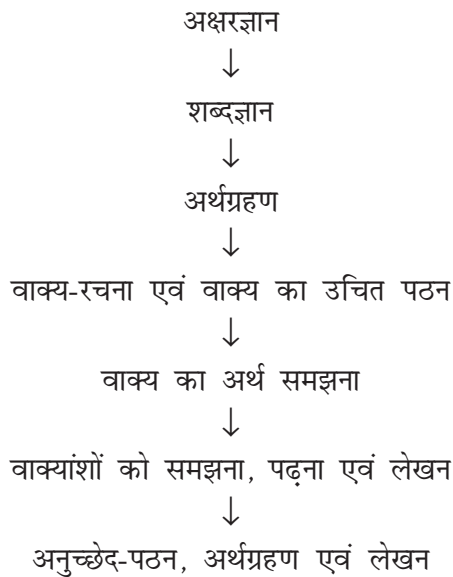 अक्षरज्ञान
↓
शब्दज्ञान
↓
अर्थग्रहण
↓
वाक्य-रचना एवं वाक्य का उचित पठन
↓
वाक्य का अर्थ समझना
↓
वाक्यांशों को समझना, पढ़ना एवं लेखन
↓
अनुच्छेद-पठन, अर्थग्रहण एवं लेखन